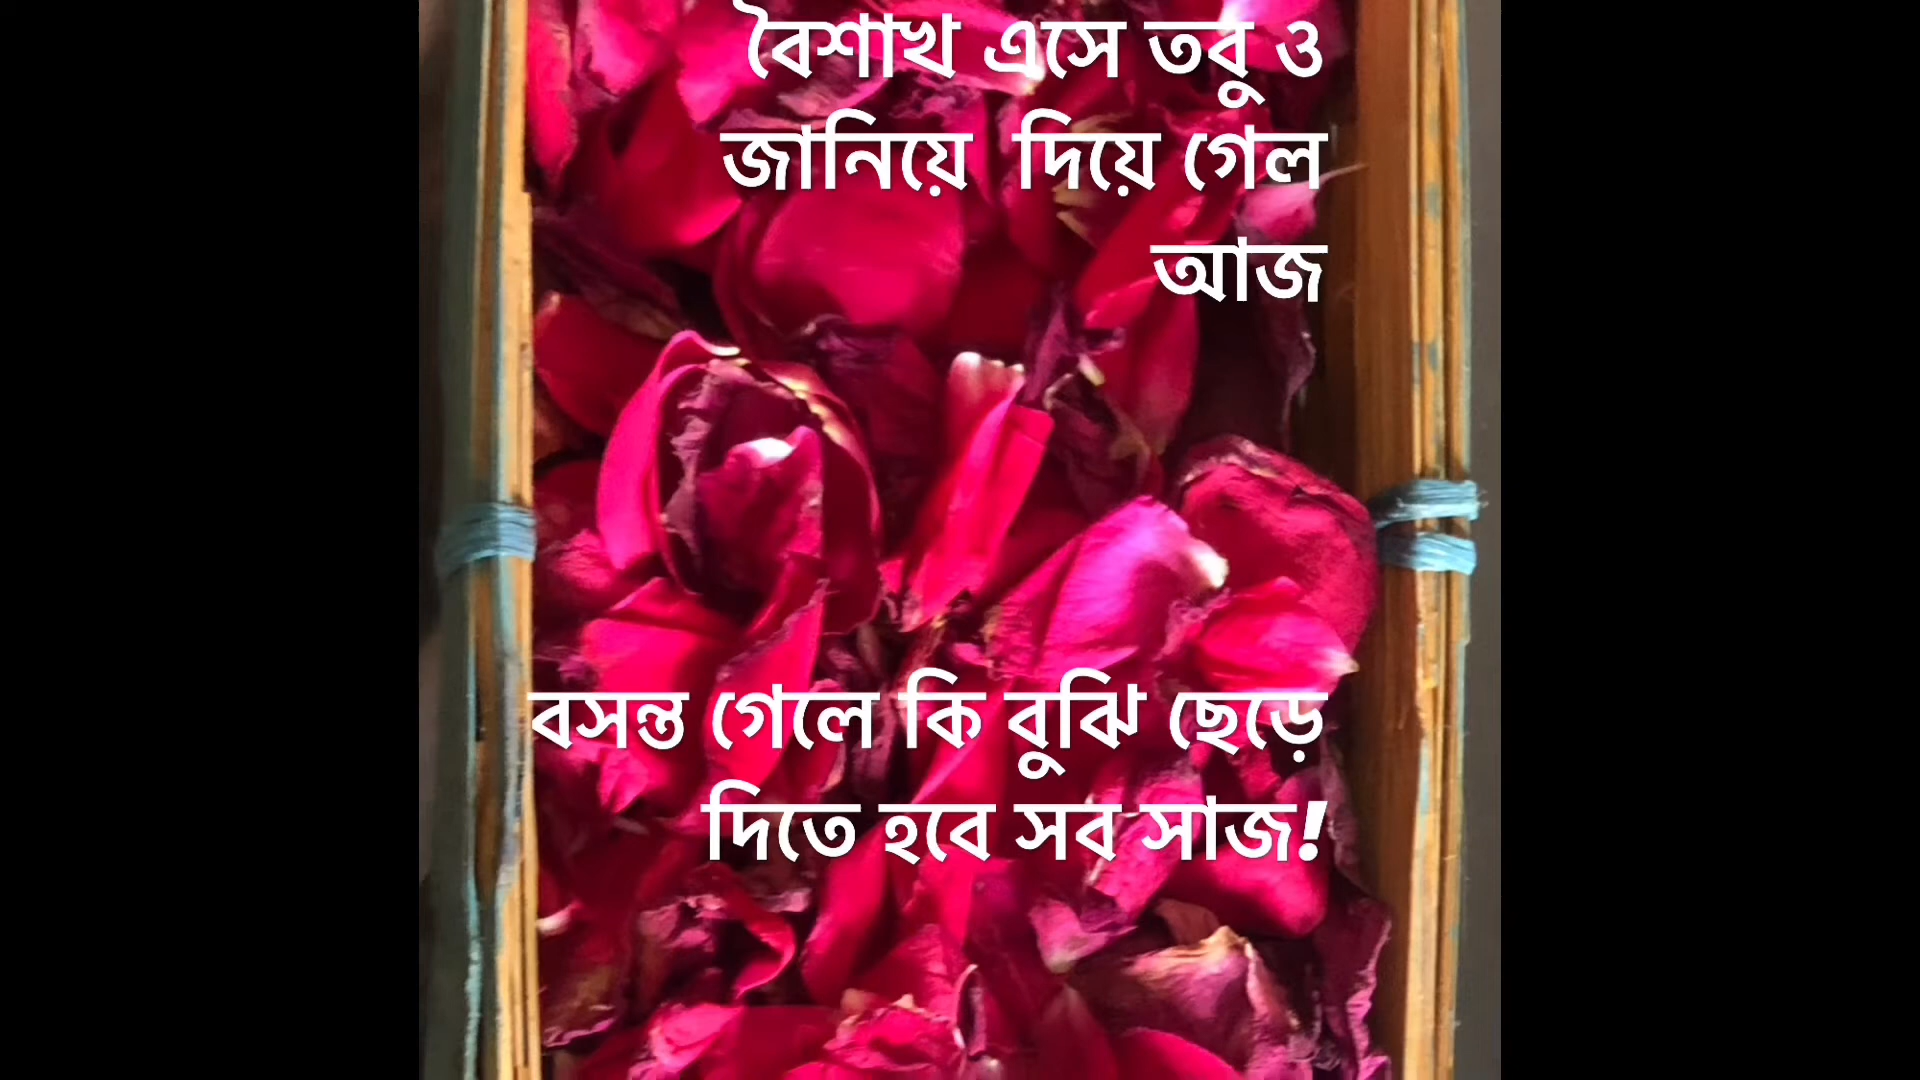 বৈশাখ এসে তবু ও
জানিয়ে  দিয়ে গেল
আজ
বসন্ত গেলে কি বুঝি ছেড়ে
দিতে হবে সব সাজ!